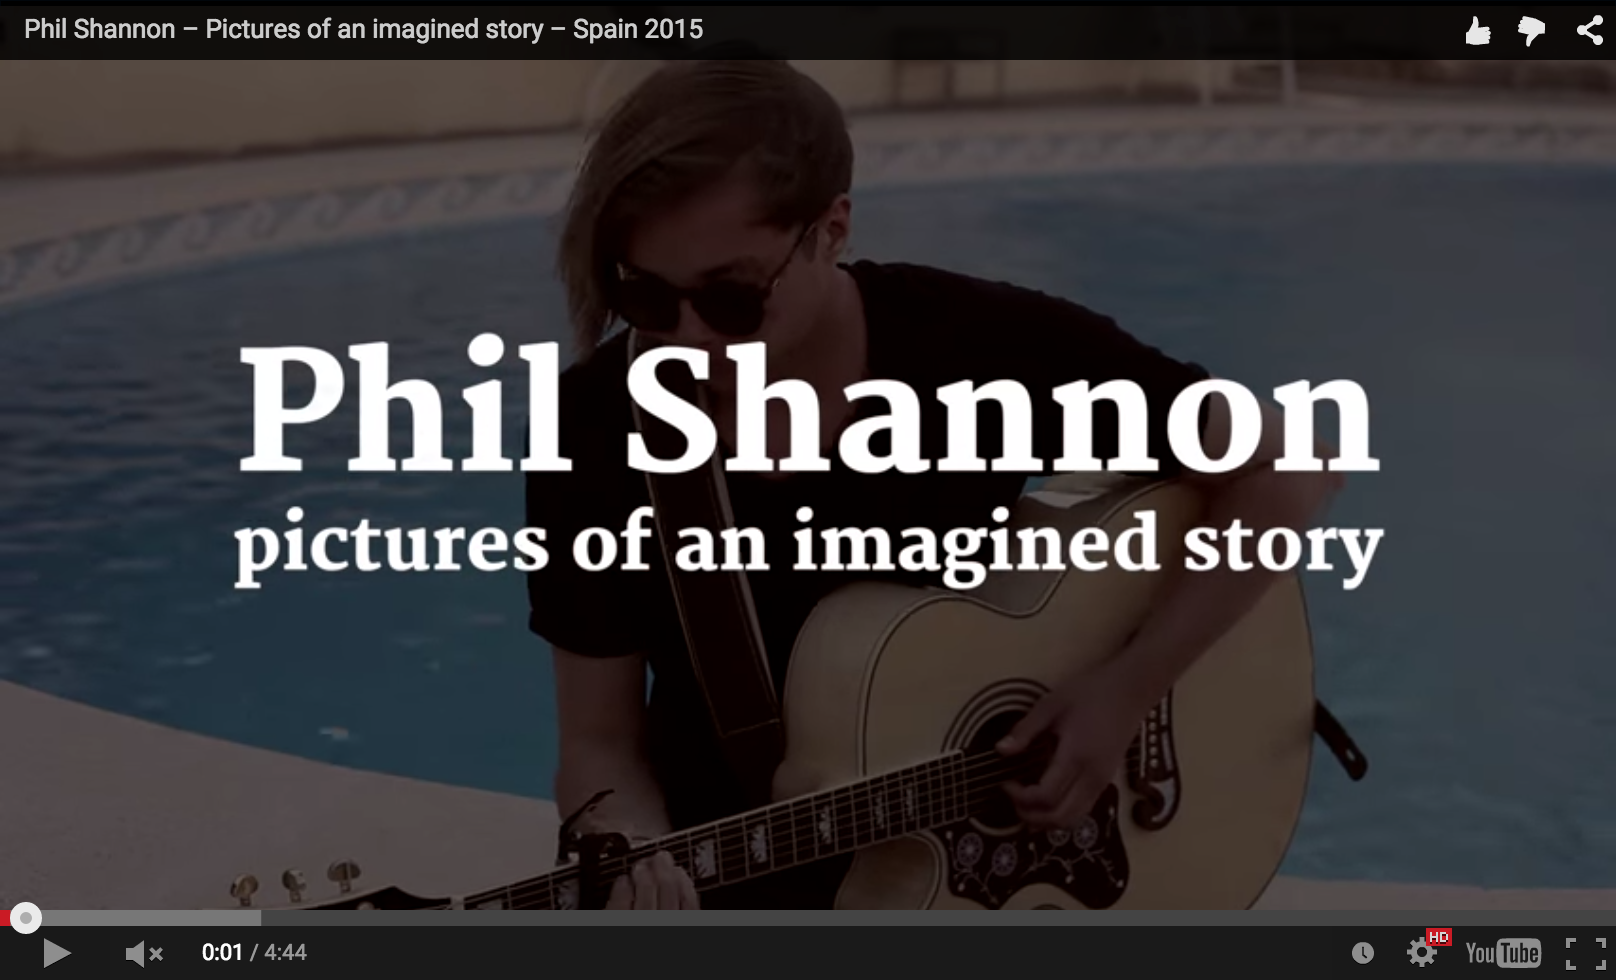 Phil Shannon – Pictures of an imagined story – Spain 2015
Phil Shannon
pictures of an imagined story
0:01 / 4:44
HD
YouTube